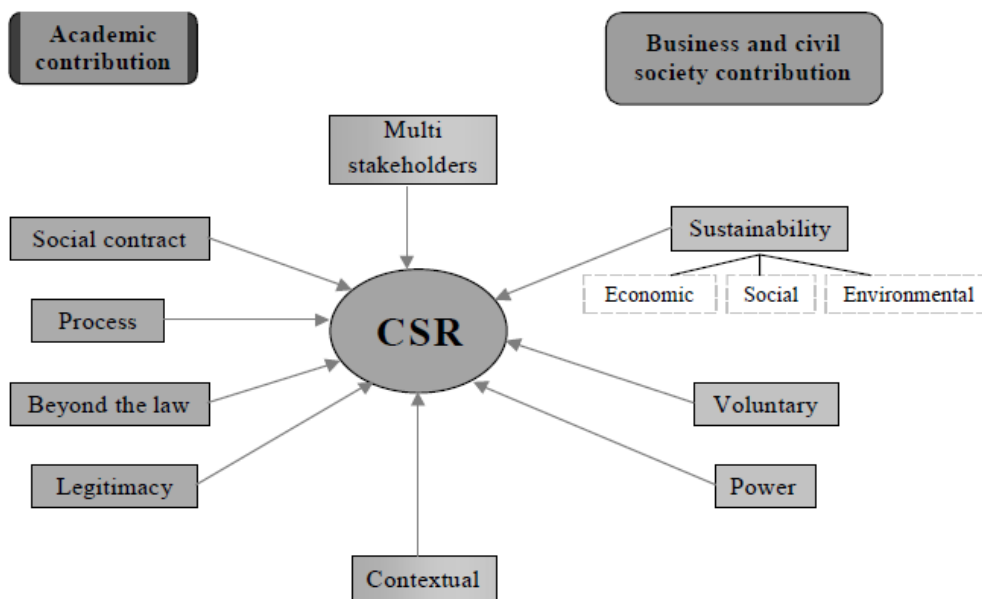 Academic
contribution
Business and civil
society contribution
Multi
stakeholders
Social contract
Sustainability
Economic
Social
Environmental
Process
CSR
Beyond the law
Voluntary
Legitimacy
Power
Contextual